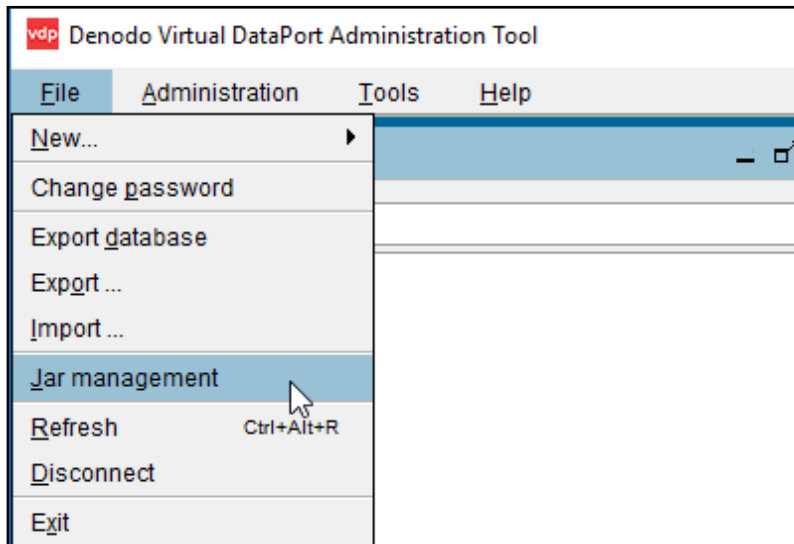 vdp Denodo Virtual DataPort Administration Tool
File Administration Tools Help
New...
Change password
Export database
Export ...
Import ...
Jar management
Refresh Ctrl+Alt+R
Disconnect
Exit